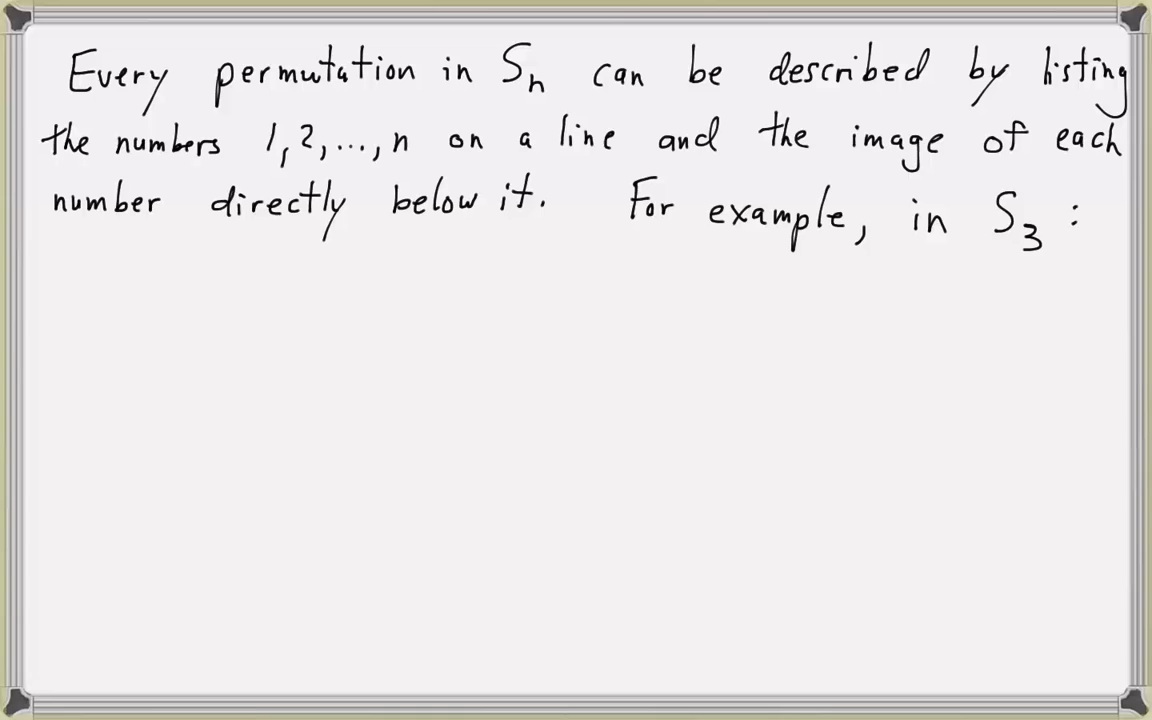 Every permutation in Sₙ can be described by listing
the numbers 1,2,...,n on a line and the image of each
number directly below it. For example, in S₃ :